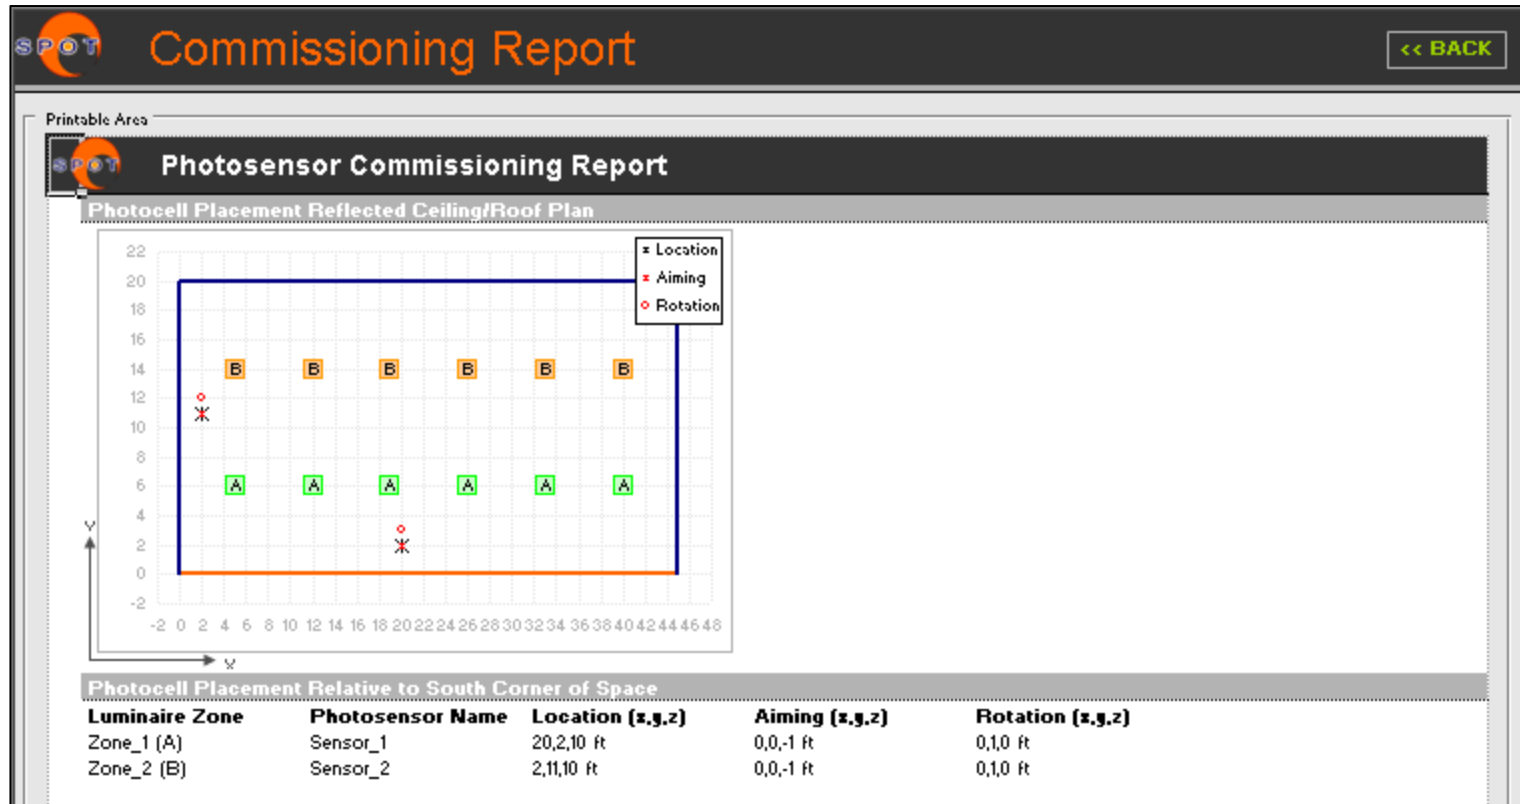 SPOT Commissioning Report << BACK
Printable Area
SPOT Photosensor Commissioning Report
Photocell Placement Reflected Ceiling/Roof Plan
22
x Location
20
x Aiming
18
o Rotation
16
14 B B B B B B
12
10
8
6 A A A A A A
4
Y
2
0
-2
-2 0 2 4 6 8 10 12 14 16 18 20 22 24 26 28 30 32 34 36 38 40 42 44 46 48
X
Photocell Placement Relative to South Corner of Space
Luminaire Zone Photosensor Name Location (x,y,z) Aiming (x,y,z) Rotation (x,y,z)
Zone_1 (A) Sensor_1 20,2,10 ft 0,0,-1 ft 0,1,0 ft
Zone_2 (B) Sensor_2 2,11,10 ft 0,0,-1 ft 0,1,0 ft